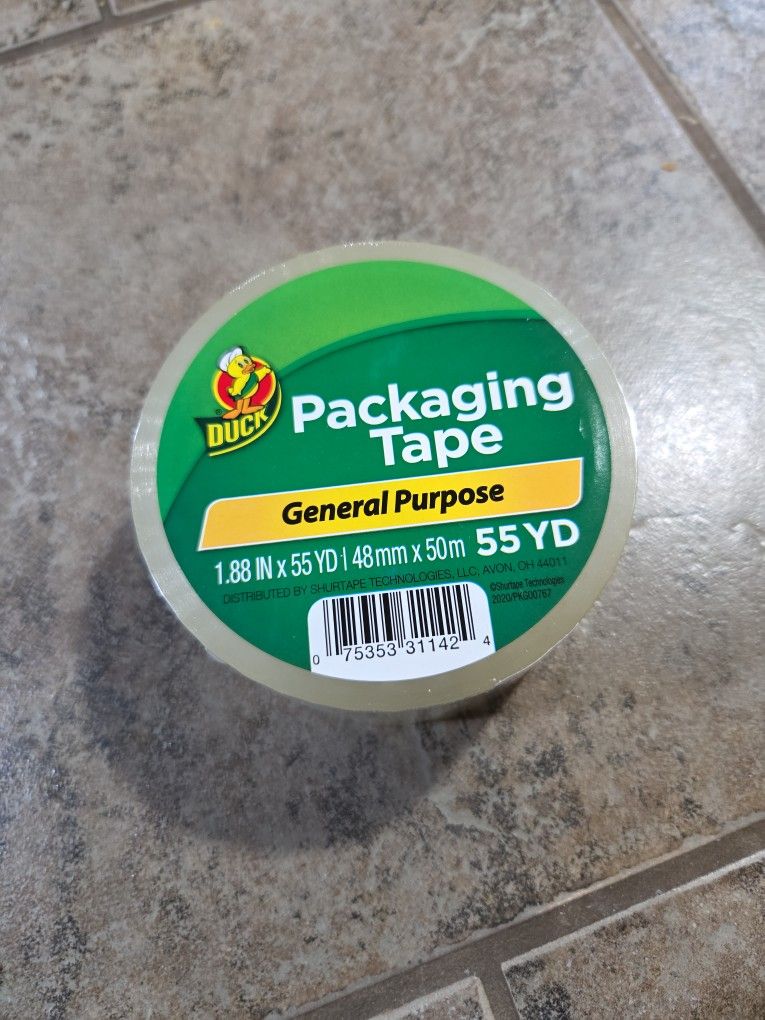 DUCK®
Packaging
Tape
General Purpose
1.88 IN x 55 YD | 48 mm x 50 m 55 YD
DISTRIBUTED BY SHURTAPE TECHNOLOGIES, LLC, AVON, OH 44011
©Shurtape Technologies
2020/PKG00767
0 75353 31142 4